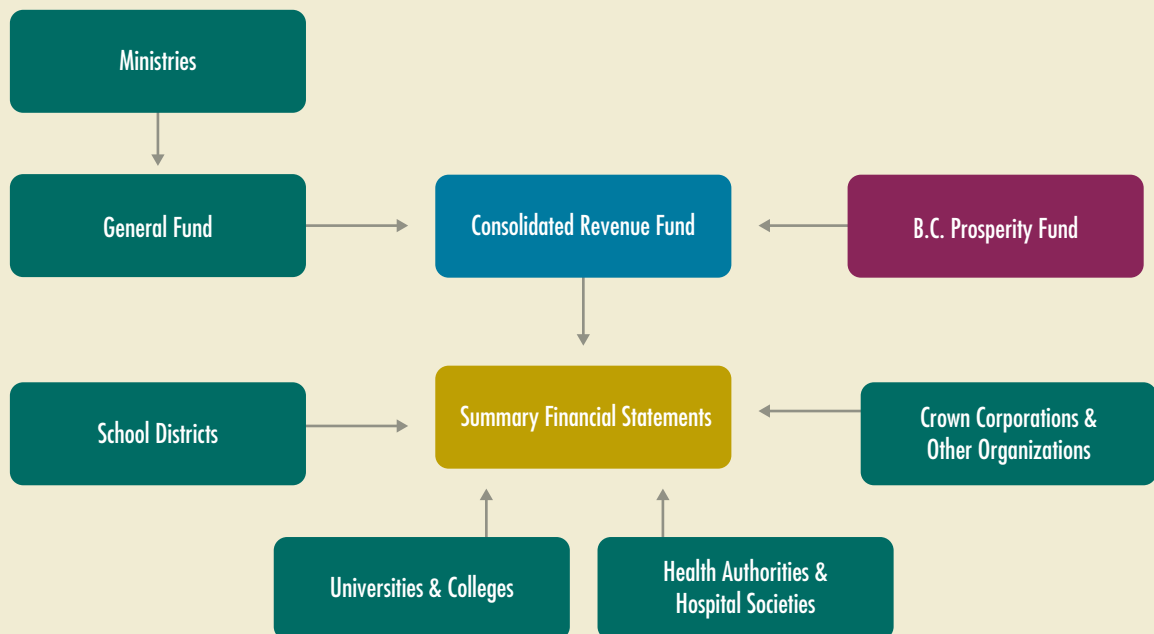 Ministries
General Fund
Consolidated Revenue Fund
B.C. Prosperity Fund
School Districts
Summary Financial Statements
Crown Corporations &
Other Organizations
Universities & Colleges
Health Authorities &
Hospital Societies